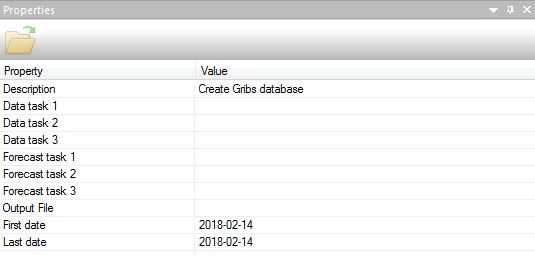 Properties
Property Value
Description Create Gribs database
Data task 1
Data task 2
Data task 3
Forecast task 1
Forecast task 2
Forecast task 3
Output File
First date 2018-02-14
Last date 2018-02-14